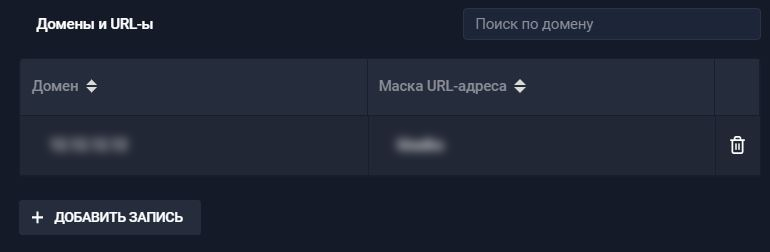 Домены и URL-ы
Поиск по домену
Домен
Маска URL-адреса
ДОБАВИТЬ ЗАПИСЬ